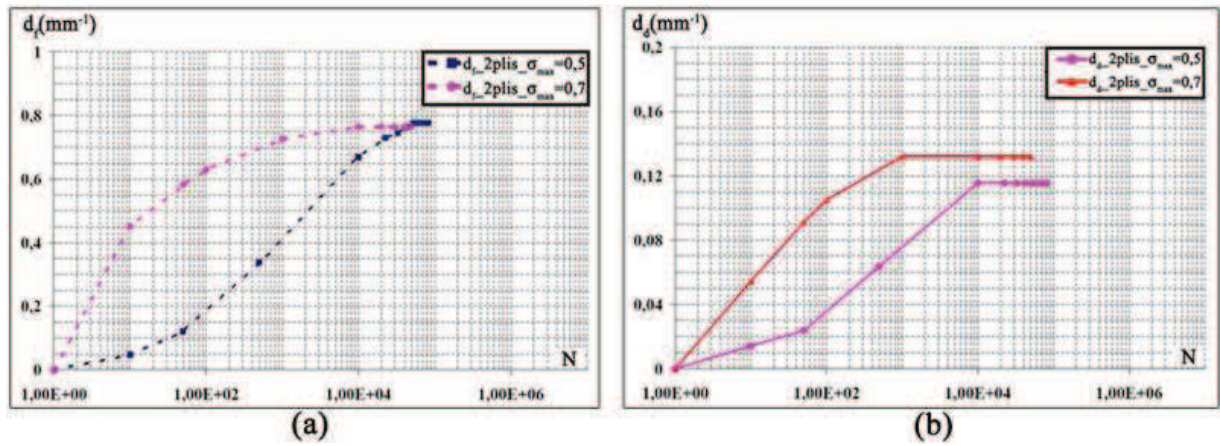 d_f(mm⁻¹)
1
0,8
0,6
0,4
0,2
0
d_f_2plis_σ_max=0,5
d_f_2plis_σ_max=0,7
N
1,00E+00 1,00E+02 1,00E+04 1,00E+06
(a)
d_d(mm⁻¹)
0,2
0,16
0,12
0,08
0,04
0
d_d_2plis_σ_max=0,5
d_d_2plis_σ_max=0,7
N
1,00E+00 1,00E+02 1,00E+04 1,00E+06
(b)